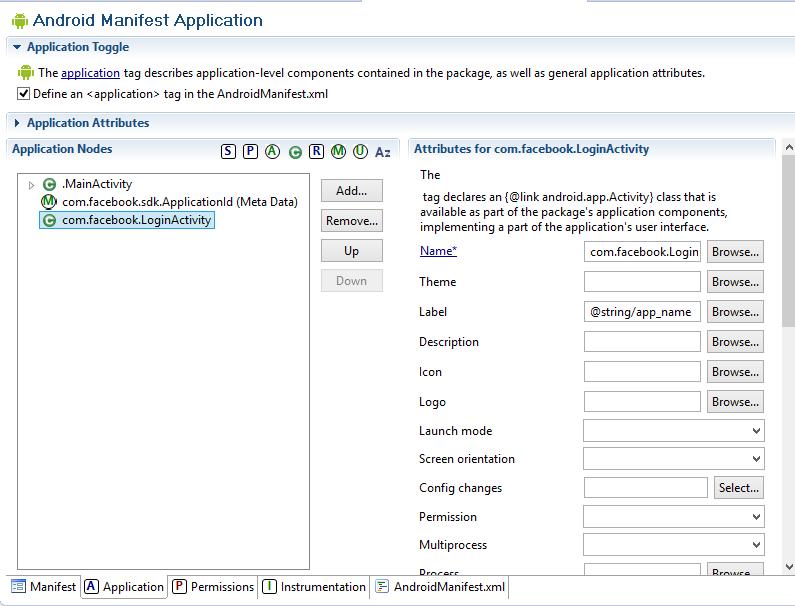 Android Manifest Application
Application Toggle
The application tag describes application-level components contained in the package, as well as general application attributes.
Define an <application> tag in the AndroidManifest.xml
Application Attributes
Application Nodes
S P A C R M U Az
.MainActivity
com.facebook.sdk.ApplicationId (Meta Data)
com.facebook.LoginActivity
Add...
Remove...
Up
Down
Attributes for com.facebook.LoginActivity
The
tag declares an {@link android.app.Activity} class that is
available as part of the package's application components,
implementing a part of the application's user interface.
Name* com.facebook.Login Browse...
Theme Browse...
Label @string/app_name Browse...
Description Browse...
Icon Browse...
Logo Browse...
Launch mode
Screen orientation
Config changes Select...
Permission
Multiprocess
Process Browse...
Manifest A Application P Permissions I Instrumentation AndroidManifest.xml